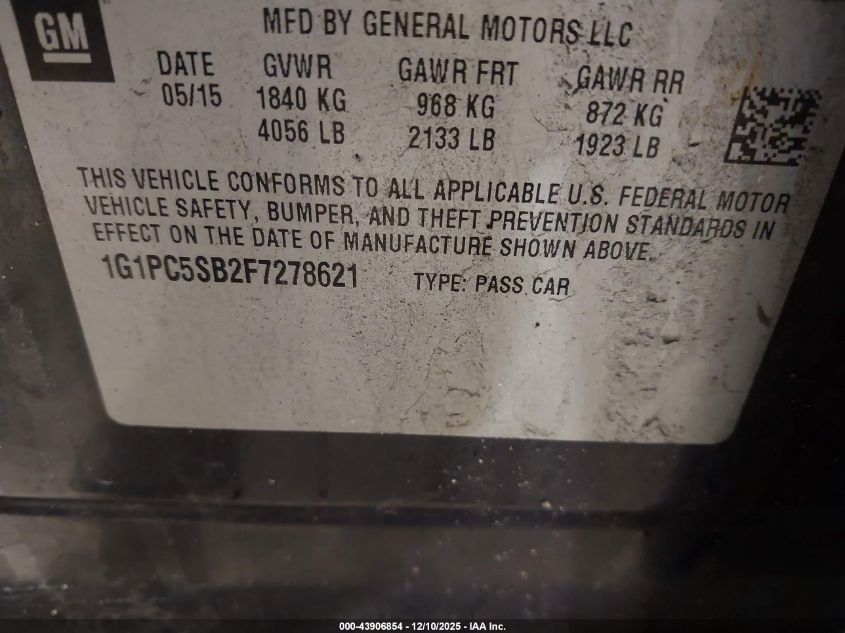 GM
MFD BY GENERAL MOTORS LLC
DATE GVWR GAWR FRT GAWR RR
05/15 1840 KG 968 KG 872 KG
4056 LB 2133 LB 1923 LB
THIS VEHICLE CONFORMS TO ALL APPLICABLE U.S. FEDERAL MOTOR
VEHICLE SAFETY, BUMPER, AND THEFT PREVENTION STANDARDS IN
EFFECT ON THE DATE OF MANUFACTURE SHOWN ABOVE.
1G1PC5SB2F7278621 TYPE: PASS CAR
000-43906854 - 12/10/2025 - IAA Inc.